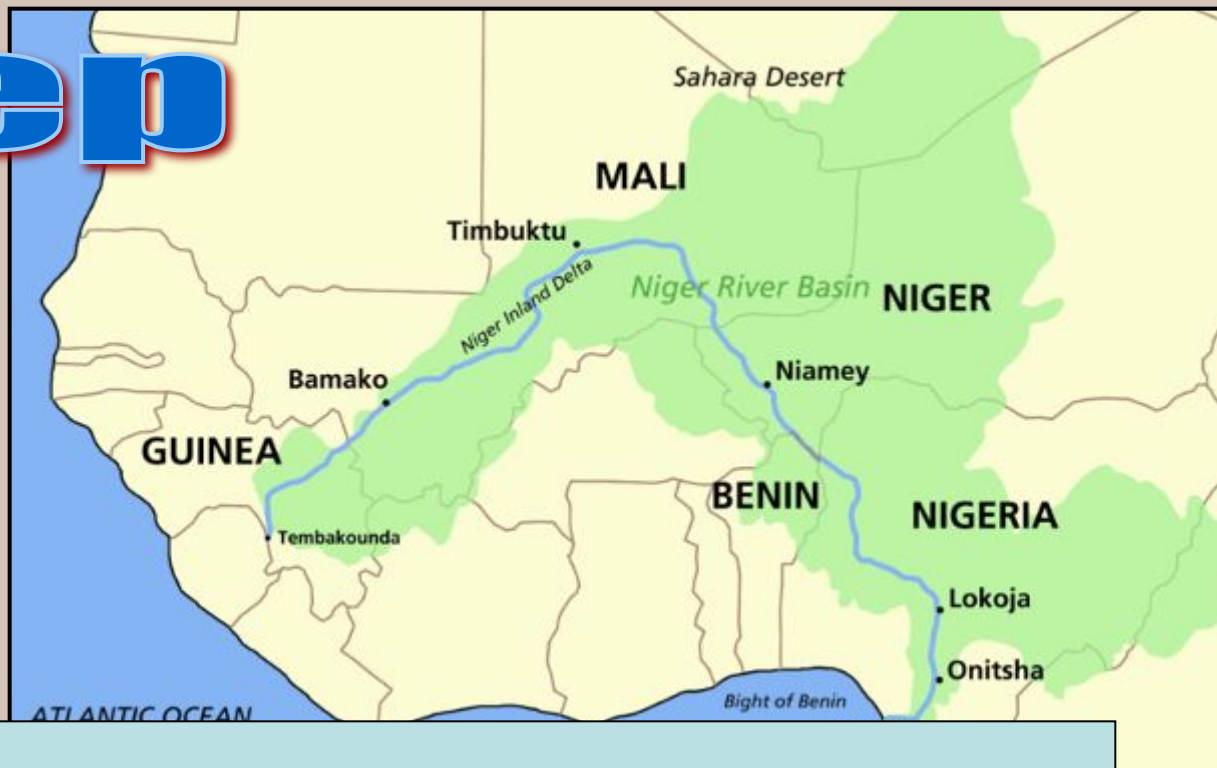 ep
Sahara Desert
MALI
Timbuktu
Niger Inland Delta
Niger River Basin
NIGER
Bamako
Niamey
GUINEA
BENIN
NIGERIA
Tembakounda
Lokoja
Onitsha
Bight of Benin
ATLANTIC OCEAN